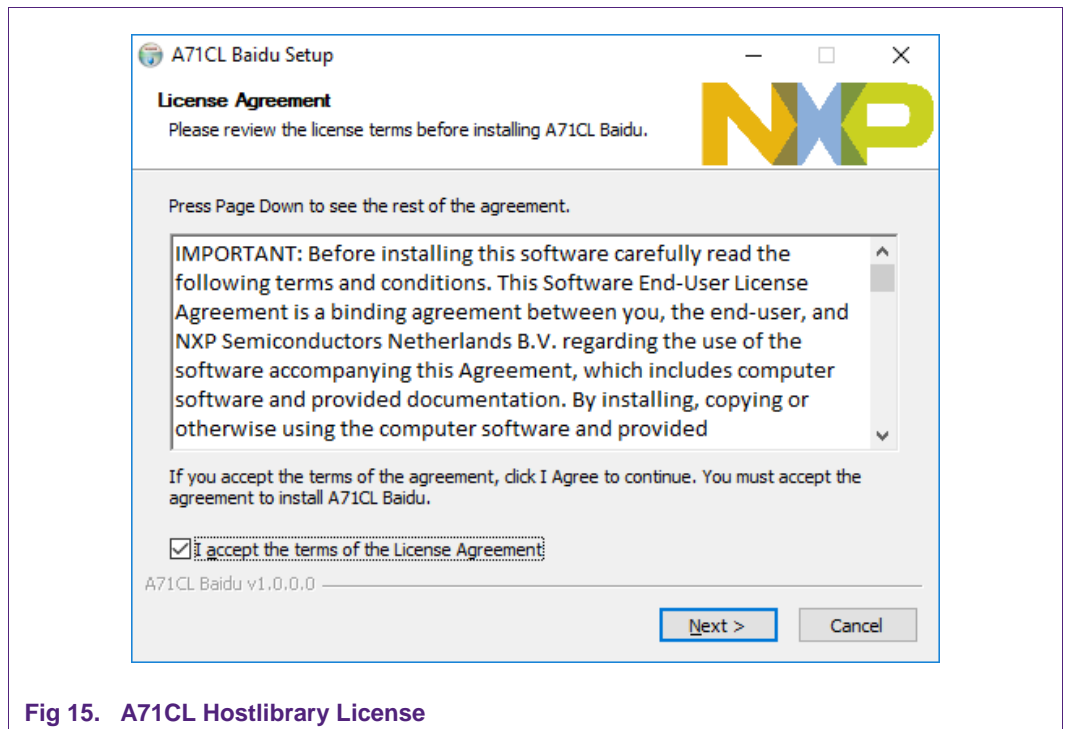 A71CL Baidu Setup
License Agreement
Please review the license terms before installing A71CL Baidu.
NXP
Press Page Down to see the rest of the agreement.
IMPORTANT: Before installing this software carefully read the
following terms and conditions. This Software End-User License
Agreement is a binding agreement between you, the end-user, and
NXP Semiconductors Netherlands B.V. regarding the use of the
software accompanying this Agreement, which includes computer
software and provided documentation. By installing, copying or
otherwise using the computer software and provided
If you accept the terms of the agreement, click I Agree to continue. You must accept the
agreement to install A71CL Baidu.
I accept the terms of the License Agreement
A71CL Baidu v1.0.0.0
Next >
Cancel
Fig 15. A71CL Hostlibrary License